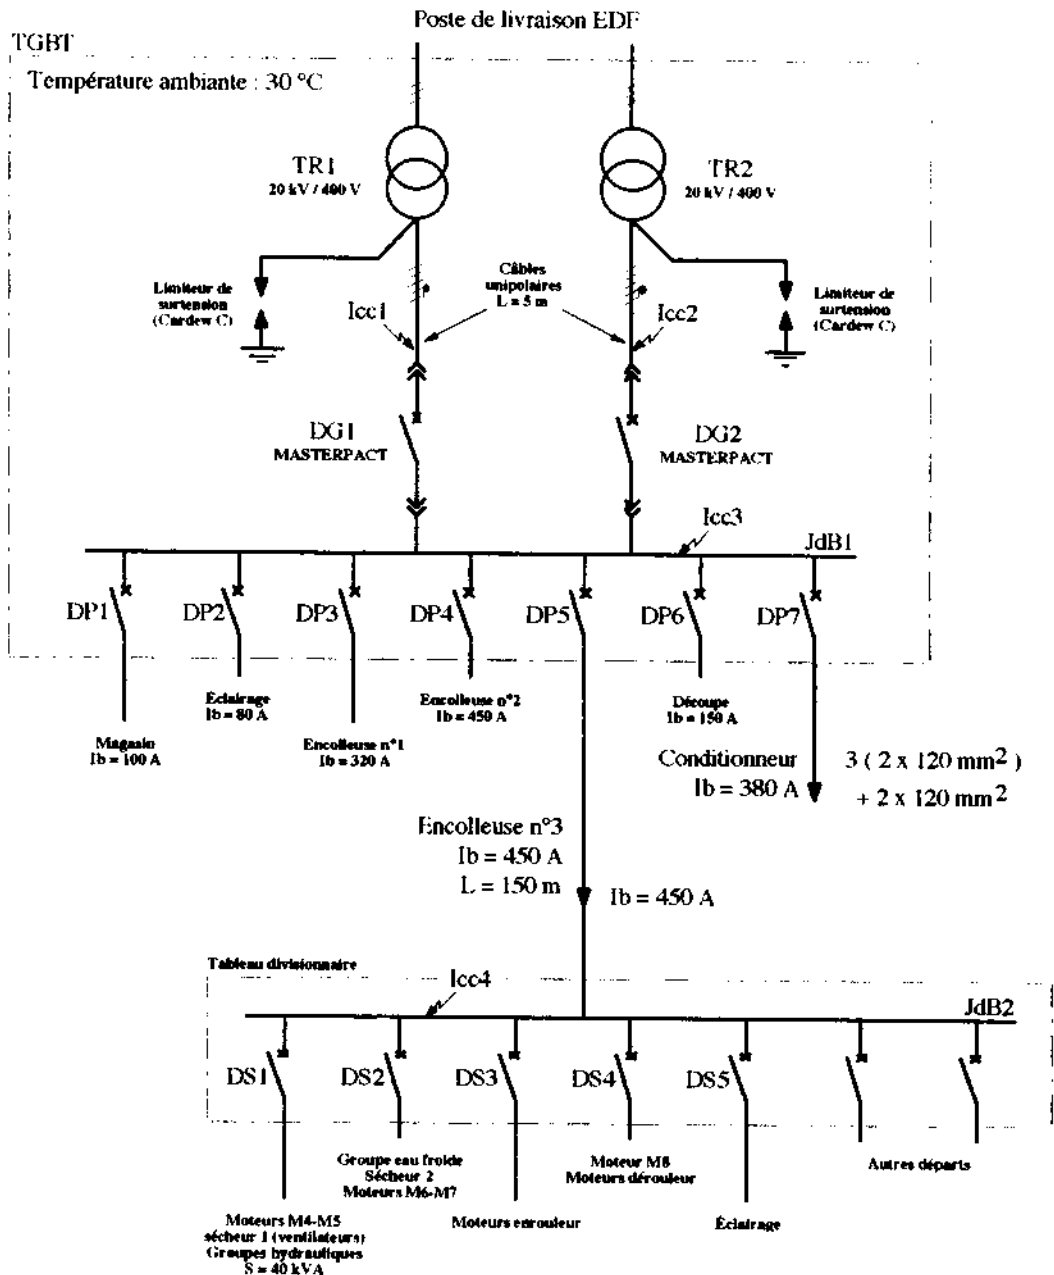 Poste de livraison EDF
TGBT
Température ambiante : 30 °C
TR1
20 kV / 400 V
TR2
20 kV / 400 V
Câbles
unipolaires
L = 5 m
Limiteur de
surtension
(Cardew C)
Icc1
Icc2
Limiteur de
surtension
(Cardew C)
DG1
MASTERPACT
DG2
MASTERPACT
Icc3
JdB1
DP1
DP2
DP3
DP4
DP5
DP6
DP7
Éclairage
Ib = 80 A
Encolleuse n°2
Ib = 450 A
Découpe
Ib = 150 A
Magasin
Ib = 100 A
Encolleuse n°1
Ib = 320 A
Conditionneur
Ib = 380 A
3 ( 2 x 120 mm² )
+ 2 x 120 mm²
Encolleuse n°3
Ib = 450 A
L = 150 m
Ib = 450 A
Tableau divisionnaire
Icc4
JdB2
DS1
DS2
DS3
DS4
DS5
Groupe eau froide
Sécheur 2
Moteurs M6-M7
Moteur M8
Moteurs dérouleur
Autres départs
Moteurs M4-M5
sécheur 1 (ventilateurs)
Groupes hydrauliques
S = 40 kVA
Moteurs enrouleur
Éclairage